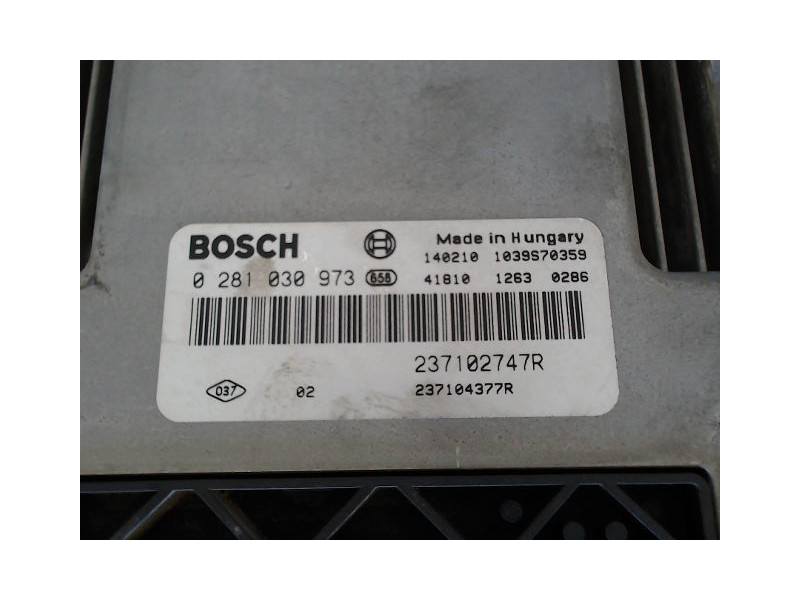 BOSCH
Made in Hungary
140210 1039S70359
0 281 030 973 658
41810 1263 0286
237102747R
037 02
237104377R